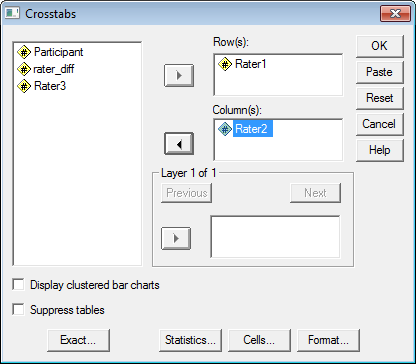 Crosstabs
Participant
rater_diff
Rater3
Row(s):
Rater1
Column(s):
Rater2
Layer 1 of 1
Previous
Next
OK
Paste
Reset
Cancel
Help
Display clustered bar charts
Suppress tables
Exact...
Statistics...
Cells...
Format...